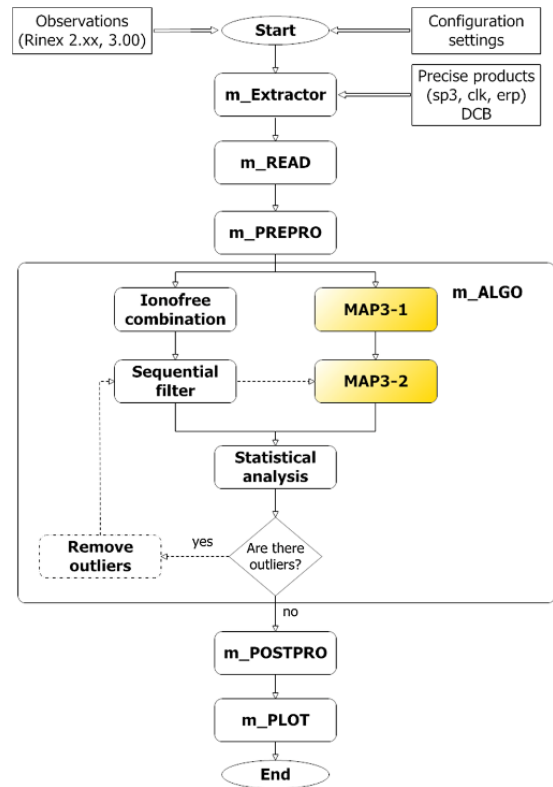 Observations
(Rinex 2.xx, 3.00)
Start
Configuration
settings
Precise products
(sp3, clk, erp)
DCB
m_Extractor
m_READ
m_PREPRO
m_ALGO
Ionofree
combination
MAP3-1
Sequential
filter
MAP3-2
Statistical
analysis
Are there
outliers?
yes
Remove
outliers
no
m_POSTPRO
m_PLOT
End